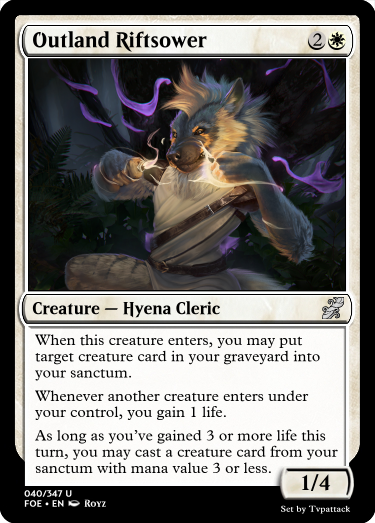 Outland Riftsower 2
Creature — Hyena Cleric
When this creature enters, you may put
target creature card in your graveyard into
your sanctum.
Whenever another creature enters under
your control, you gain 1 life.
As long as you've gained 3 or more life this
turn, you may cast a creature card from your
sanctum with mana value 3 or less.
1/4
040/347 U
FOE • EN Royz
Set by Tvpattack